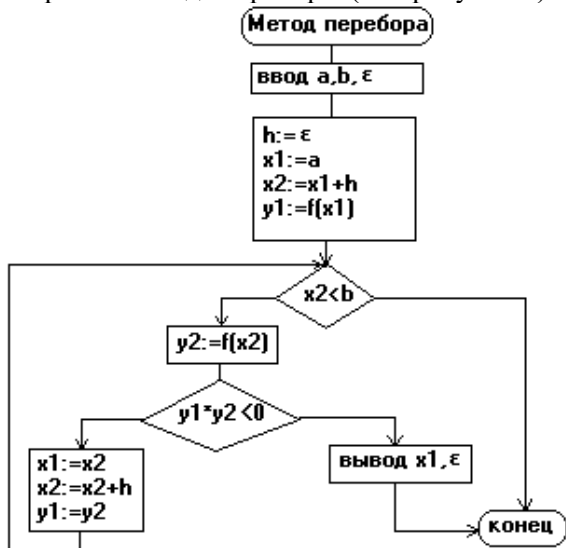 Метод перебора
ввод a,b, ε
h:= ε
x1:=a
x2:=x1+h
y1:=f(x1)
x2<b
y2:=f(x2)
y1*y2<0
x1:=x2
x2:=x2+h
y1:=y2
вывод x1,ε
конец